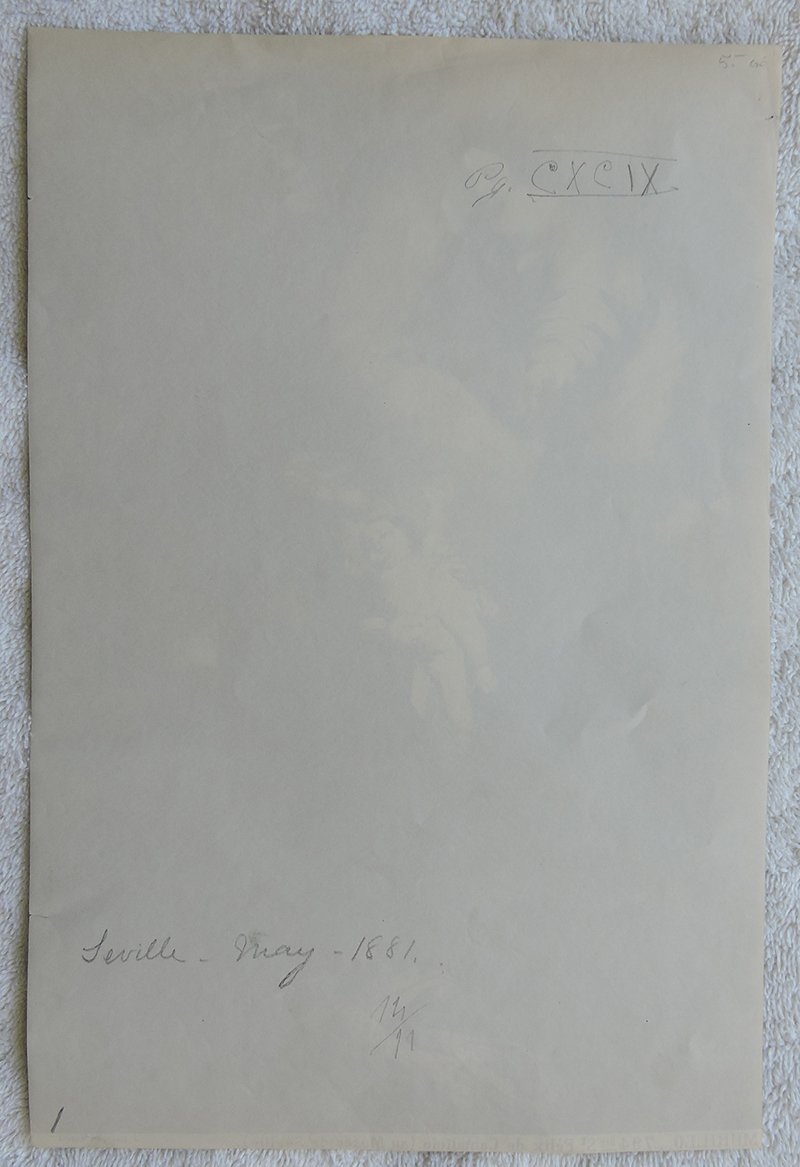 5.-
Pg. CXCIX
Seville - May - 1881.
14/11
1